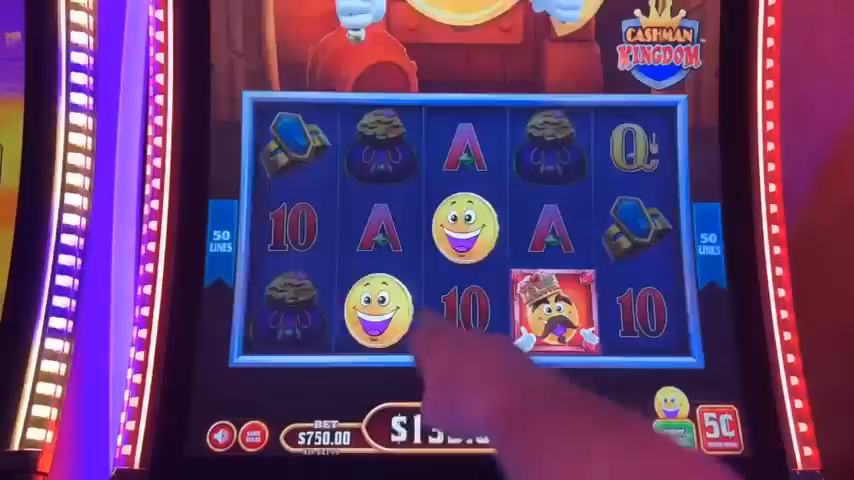 CASHMAN
KINGDOM
A
Q
10
A
A
50
LINES
50
LINES
10
10
BET
$750.00
5¢